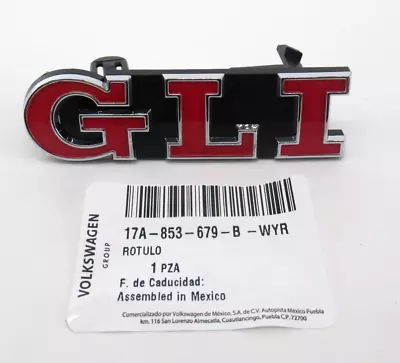 GLI
VOLKSWAGEN
GROUP
17A-853-679-B -WYR
ROTULO
1 PZA
F. de Caducidad:
Assembled in Mexico
Comercializado por Volkswagen de México, S.A. de C.V. Autopista México Puebla
km. 116 San Lorenzo Almecatla, Cuautlancingo, Puebla C.P. 72700